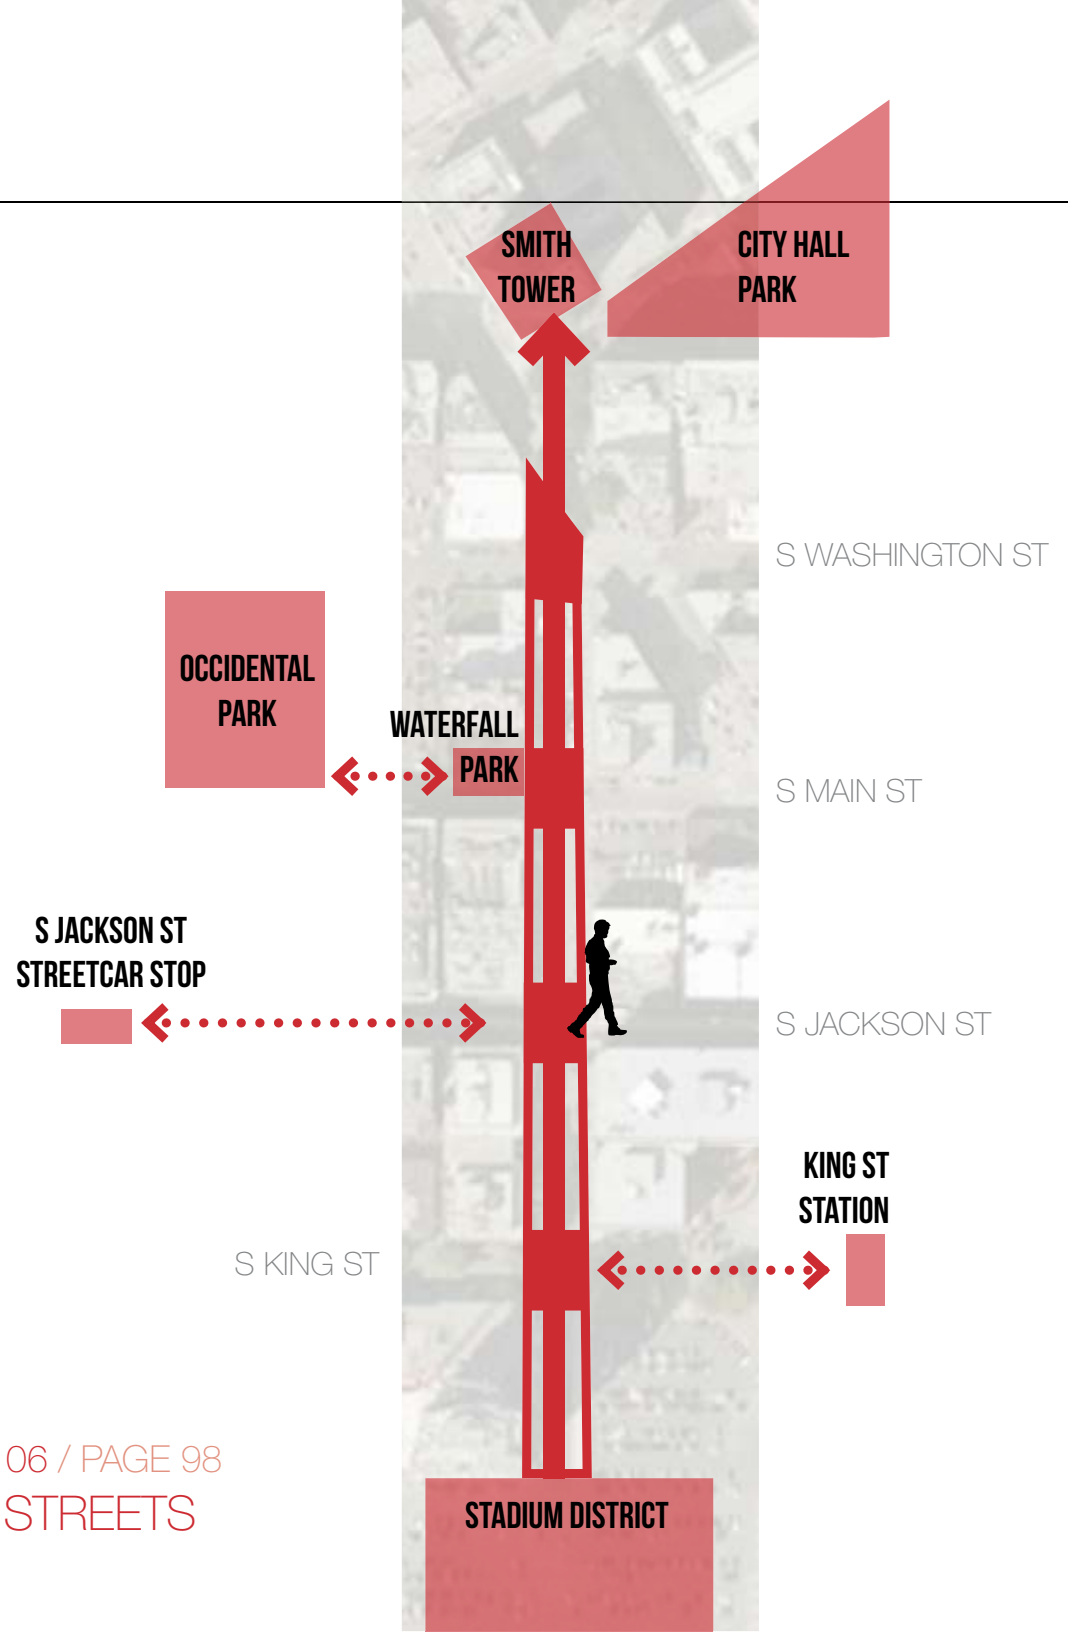 SMITH
TOWER
CITY HALL
PARK
S WASHINGTON ST
OCCIDENTAL
PARK
WATERFALL
PARK
S MAIN ST
S JACKSON ST
STREETCAR STOP
S JACKSON ST
KING ST
STATION
S KING ST
06 / PAGE 98
STREETS
STADIUM DISTRICT